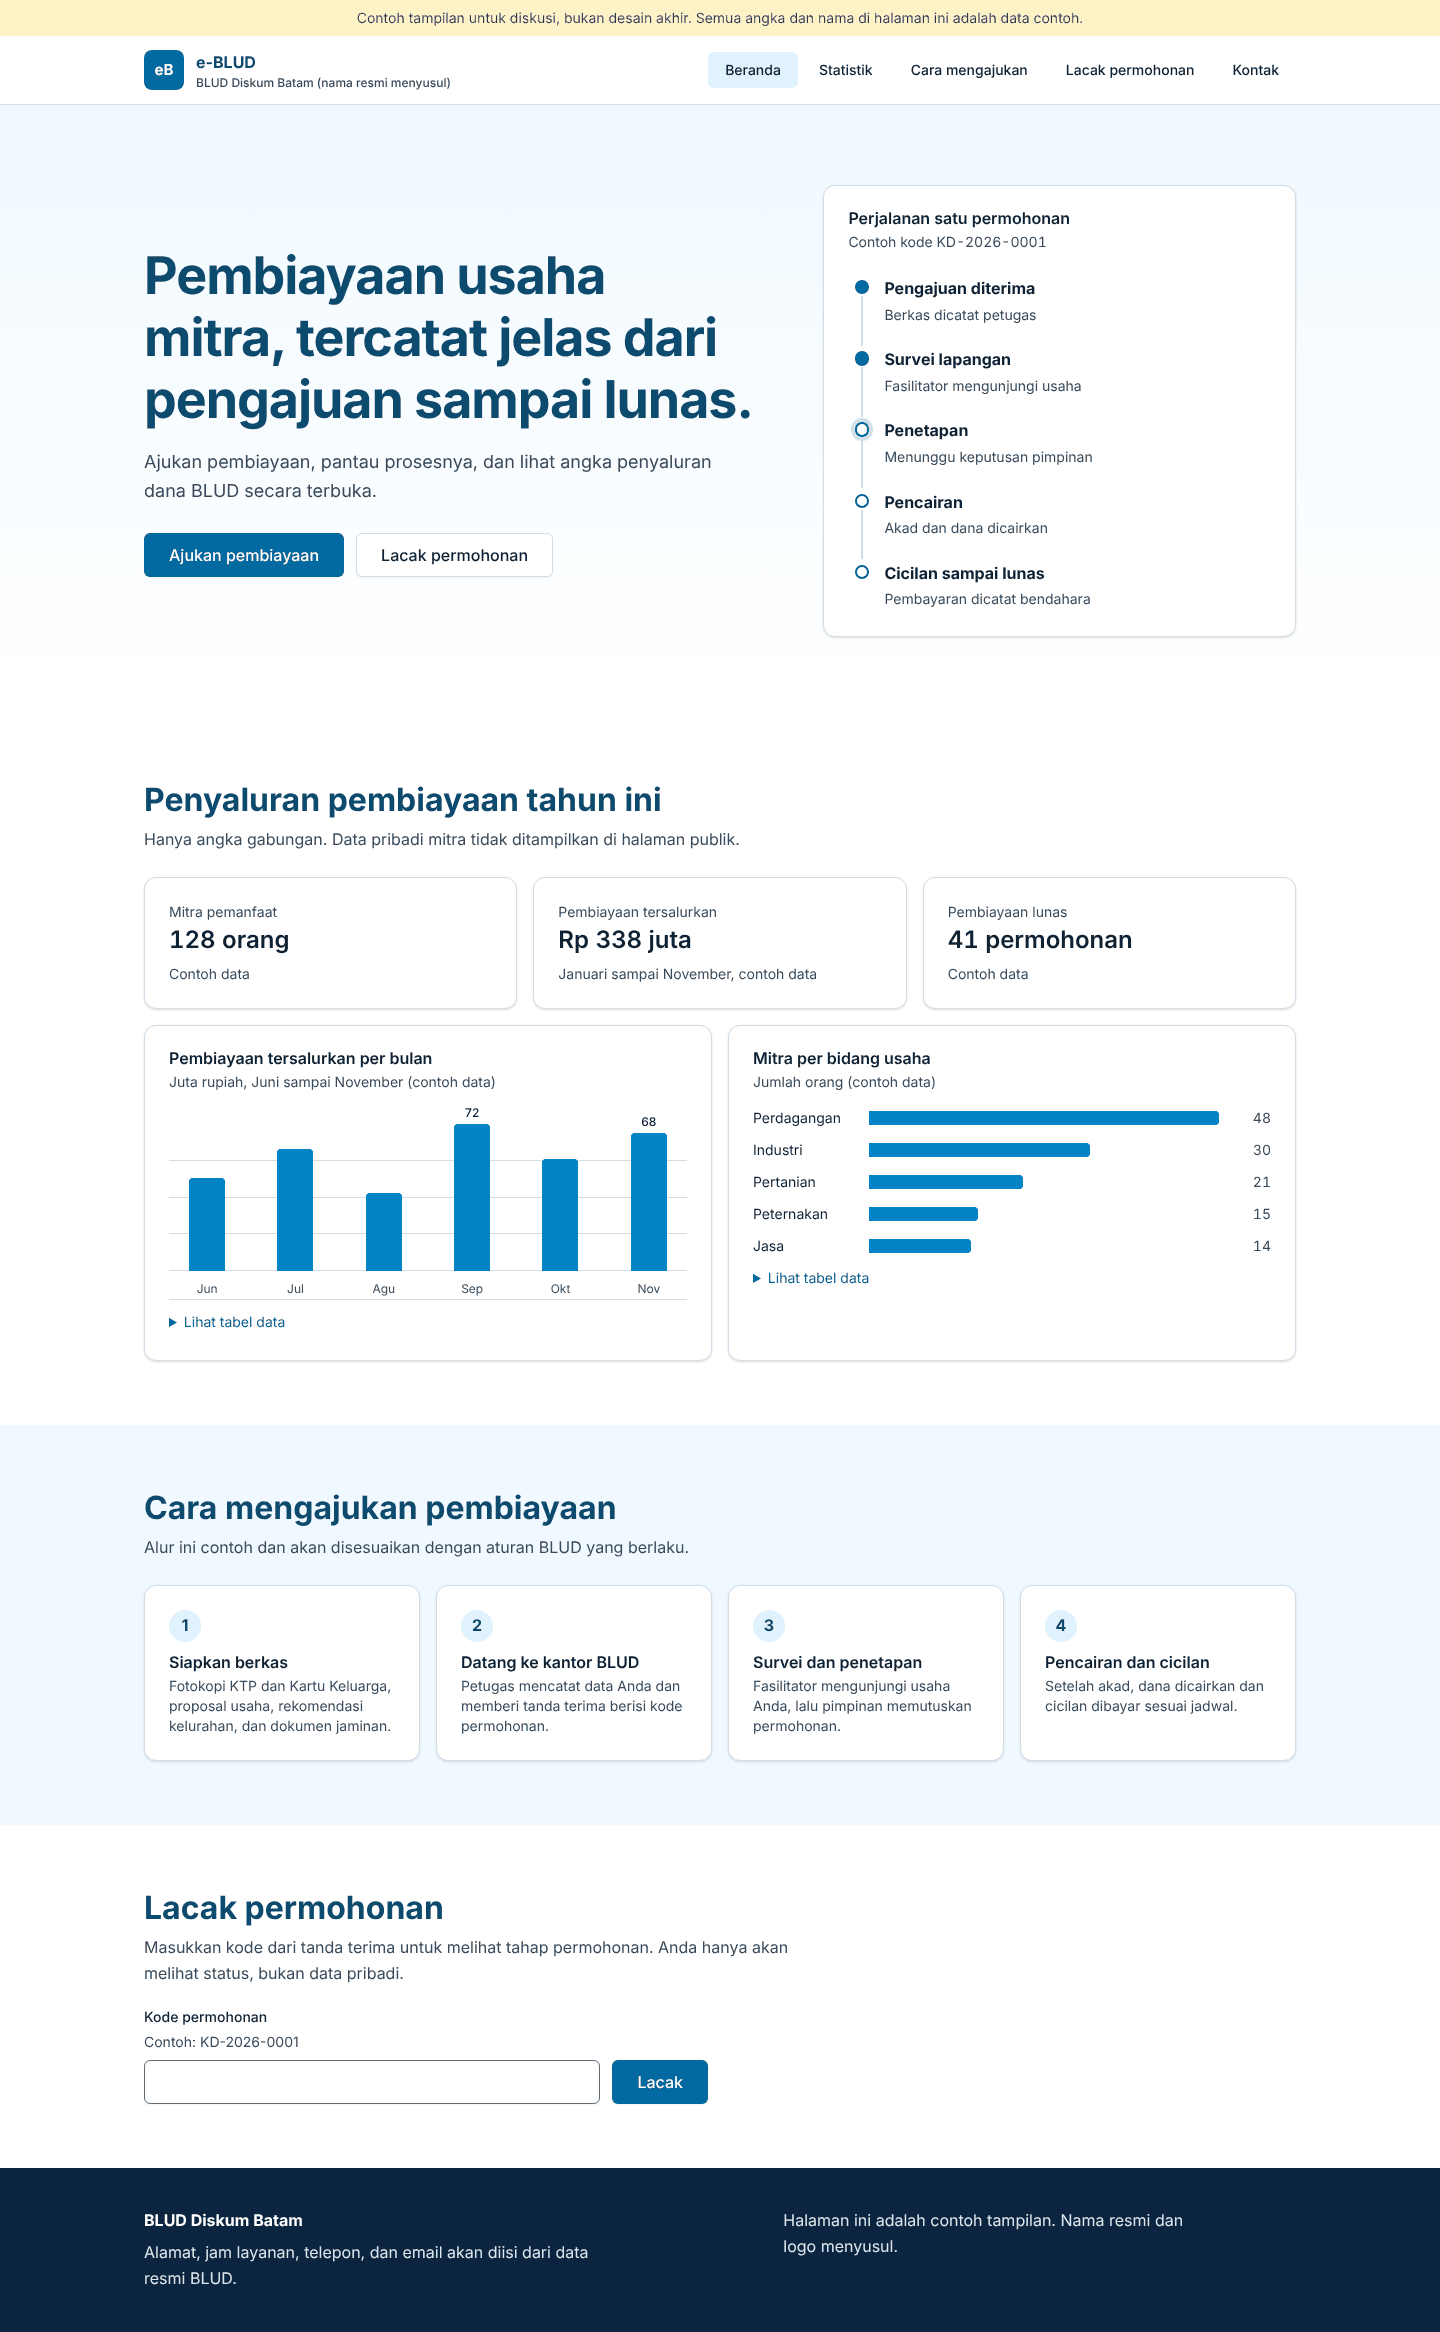 Contoh tampilan untuk diskusi, bukan desain akhir. Semua angka dan nama di halaman ini adalah data contoh.
eB
e-BLUD
BLUD Diskum Batam (nama resmi menyusul)
Beranda
Statistik
Cara mengajukan
Lacak permohonan
Kontak
Pembiayaan usaha
mitra, tercatat jelas dari
pengajuan sampai lunas.
Ajukan pembiayaan, pantau prosesnya, dan lihat angka penyaluran
dana BLUD secara terbuka.
Ajukan pembiayaan
Lacak permohonan
Perjalanan satu permohonan
Contoh kode KD-2026-0001
Pengajuan diterima
Berkas dicatat petugas
Survei lapangan
Fasilitator mengunjungi usaha
Penetapan
Menunggu keputusan pimpinan
Pencairan
Akad dan dana dicairkan
Cicilan sampai lunas
Pembayaran dicatat bendahara
Penyaluran pembiayaan tahun ini
Hanya angka gabungan. Data pribadi mitra tidak ditampilkan di halaman publik.
Mitra pemanfaat
128 orang
Contoh data
Pembiayaan tersalurkan
Rp 338 juta
Januari sampai November, contoh data
Pembiayaan lunas
41 permohonan
Contoh data
Pembiayaan tersalurkan per bulan
Juta rupiah, Juni sampai November (contoh data)
72
68
Jun
Jul
Agu
Sep
Okt
Nov
Lihat tabel data
Mitra per bidang usaha
Jumlah orang (contoh data)
Perdagangan 48
Industri 30
Pertanian 21
Peternakan 15
Jasa 14
Lihat tabel data
Cara mengajukan pembiayaan
Alur ini contoh dan akan disesuaikan dengan aturan BLUD yang berlaku.
1
Siapkan berkas
Fotokopi KTP dan Kartu Keluarga,
proposal usaha, rekomendasi
kelurahan, dan dokumen jaminan.
2
Datang ke kantor BLUD
Petugas mencatat data Anda dan
memberi tanda terima berisi kode
permohonan.
3
Survei dan penetapan
Fasilitator mengunjungi usaha
Anda, lalu pimpinan memutuskan
permohonan.
4
Pencairan dan cicilan
Setelah akad, dana dicairkan dan
cicilan dibayar sesuai jadwal.
Lacak permohonan
Masukkan kode dari tanda terima untuk melihat tahap permohonan. Anda hanya akan
melihat status, bukan data pribadi.
Kode permohonan
Contoh: KD-2026-0001
Lacak
BLUD Diskum Batam
Alamat, jam layanan, telepon, dan email akan diisi dari data
resmi BLUD.
Halaman ini adalah contoh tampilan. Nama resmi dan
logo menyusul.